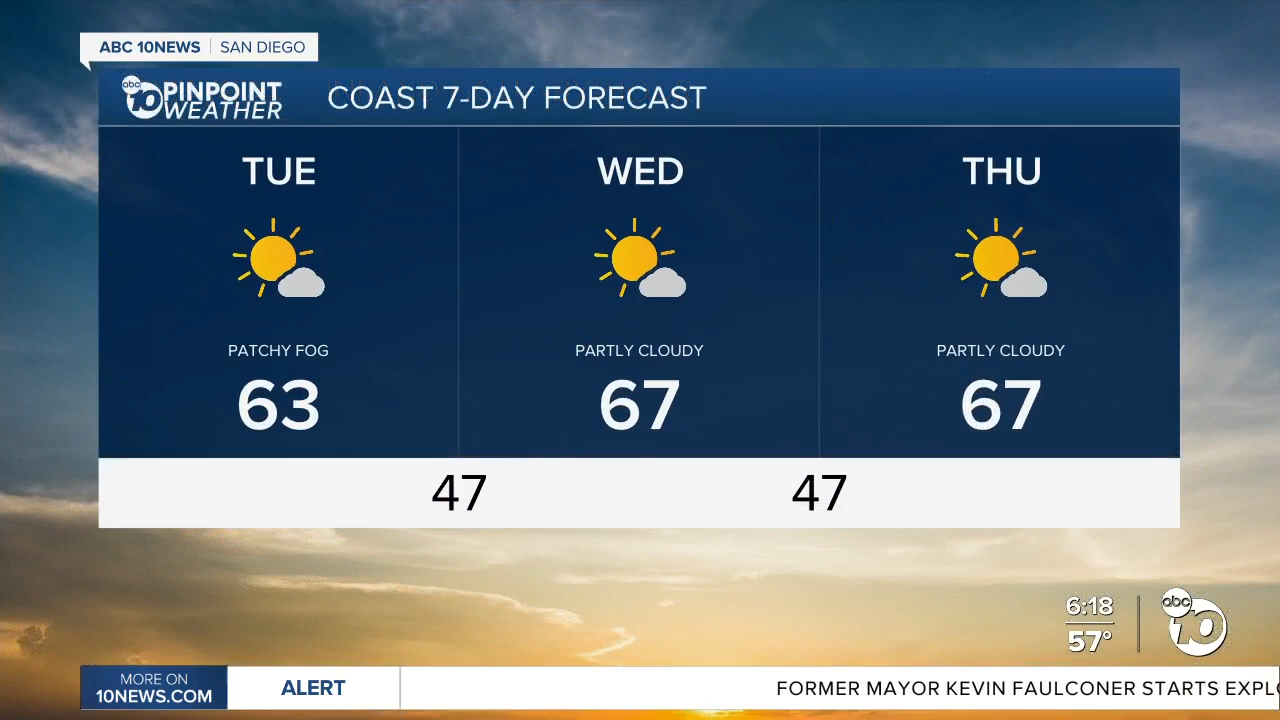 ABC 10NEWS | SAN DIEGO
abc 10 PINPOINT WEATHER
COAST 7-DAY FORECAST
TUE
WED
THU
PATCHY FOG
PARTLY CLOUDY
PARTLY CLOUDY
63
67
67
47
47
6:18
57°
abc 10
MORE ON
10NEWS.COM
ALERT
FORMER MAYOR KEVIN FAULCONER STARTS EXPL